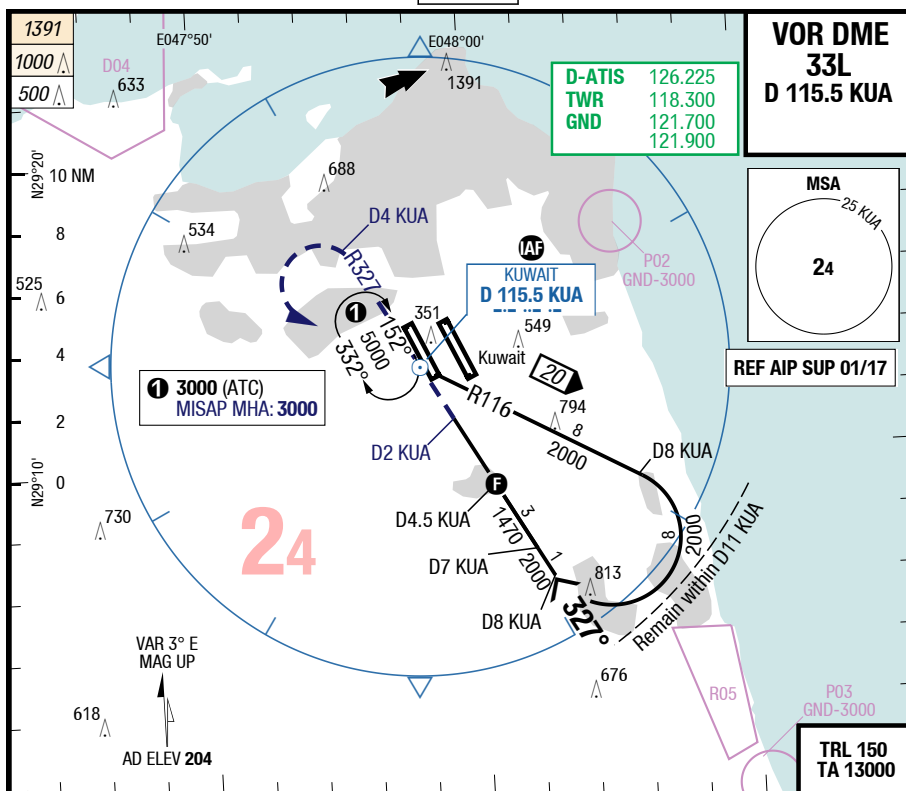 1391
1000
500
E047°50'
E048°00'
D04
633
1391
D-ATIS 126.225
TWR 118.300
GND 121.700
121.900
VOR DME
33L
D 115.5 KUA
N29°20'
10 NM
8
6
4
2
0
N29°10'
688
534
525
D4 KUA
R327
IAF
KUWAIT
D 115.5 KUA
P02
GND-3000
MSA
25 KUA
24
REF AIP SUP 01/17
1
152°
5000
332°
351
549
Kuwait
20
794
1 3000 (ATC)
MISAP MHA: 3000
R116
8
2000
D2 KUA
D8 KUA
F
D4.5 KUA
3
1470
D7 KUA
1
2000
D8 KUA
327°
813
8
2000
Remain within D11 KUA
730
24
676
618
VAR 3° E
MAG UP
AD ELEV 204
R05
P03
GND-3000
TRL 150
TA 13000